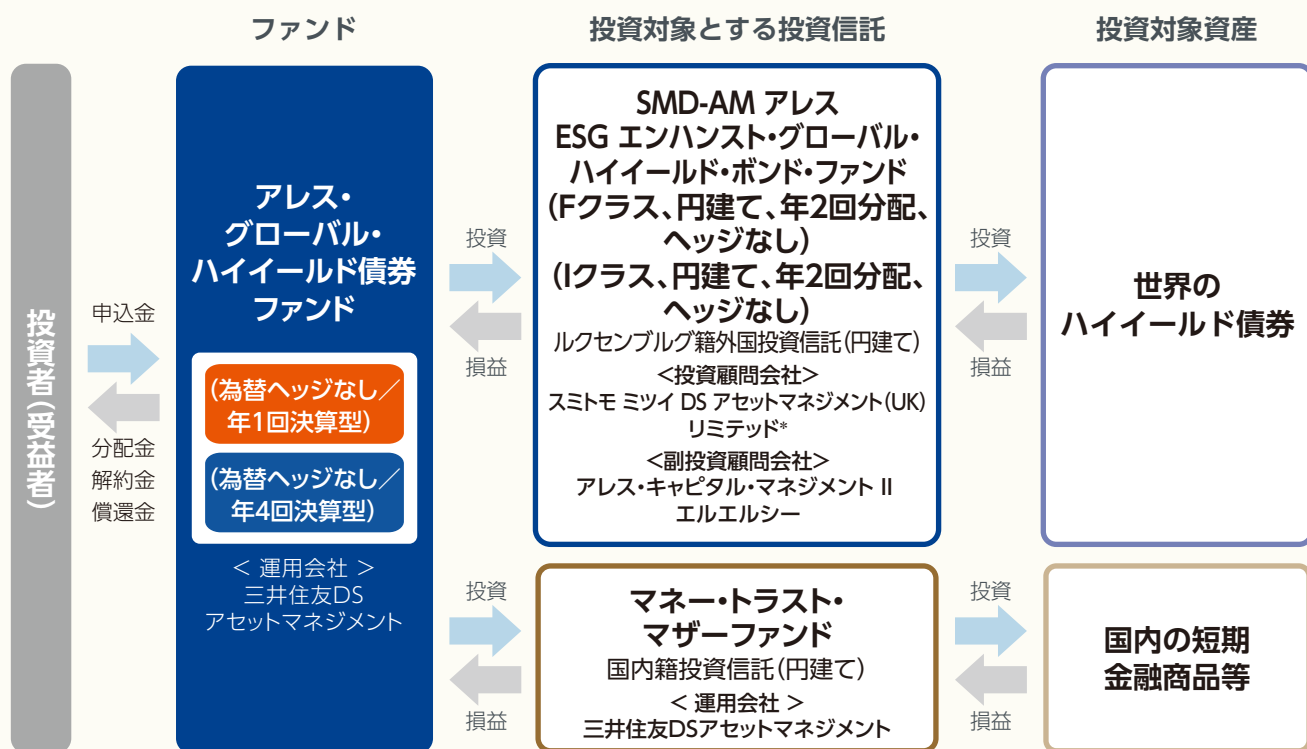 ファンド
投資対象とする投資信託
投資対象資産
投資者(受益者)
申込金
分配金
解約金
償還金
アレス・
グローバル・
ハイイールド債券
ファンド
(為替ヘッジなし／
年1回決算型)
(為替ヘッジなし／
年4回決算型)
＜ 運用会社 ＞
三井住友DS
アセットマネジメント
投資
損益
SMD-AM アレス
ESG エンハンスト・グローバル・
ハイイールド・ボンド・ファンド
(Fクラス、円建て、年2回分配、
ヘッジなし)
(Iクラス、円建て、年2回分配、
ヘッジなし)
ルクセンブルグ籍外国投資信託(円建て)
＜投資顧問会社＞
スミトモ ミツイ DS アセットマネジメント(UK)
リミテッド*
＜副投資顧問会社＞
アレス・キャピタル・マネジメント II
エルエルシー
投資
損益
世界の
ハイイールド債券
投資
損益
マネー・トラスト・
マザーファンド
国内籍投資信託(円建て)
＜ 運用会社 ＞
三井住友DSアセットマネジメント
投資
損益
国内の短期
金融商品等